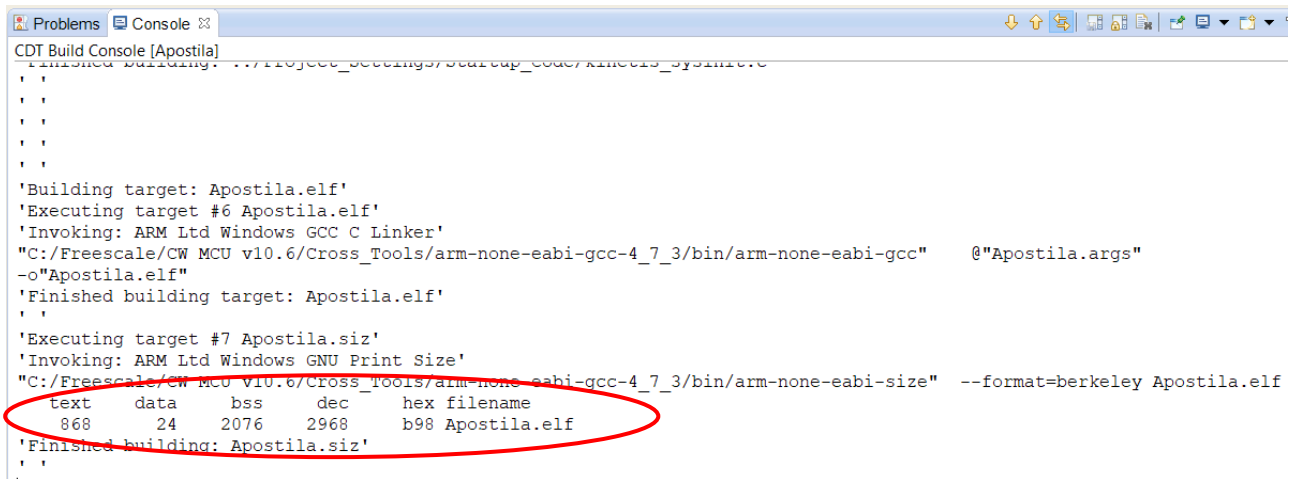 Problems Console
CDT Build Console [Apostila]
'Finished building: ../Project_Settings/Startup_Code/kinetis_sysinit.c'
' '
' '
' '
' '
' '
'Building target: Apostila.elf'
'Executing target #6 Apostila.elf'
'Invoking: ARM Ltd Windows GCC C Linker'
"C:/Freescale/CW MCU v10.6/Cross_Tools/arm-none-eabi-gcc-4_7_3/bin/arm-none-eabi-gcc"    @"Apostila.args"
-o"Apostila.elf"
'Finished building target: Apostila.elf'
' '
'Executing target #7 Apostila.siz'
'Invoking: ARM Ltd Windows GNU Print Size'
"C:/Freescale/CW MCU v10.6/Cross_Tools/arm-none-eabi-gcc-4_7_3/bin/arm-none-eabi-size"  --format=berkeley Apostila.elf
   text    data     bss     dec     hex filename
    868      24    2076    2968     b98 Apostila.elf
'Finished building: Apostila.siz'
' '